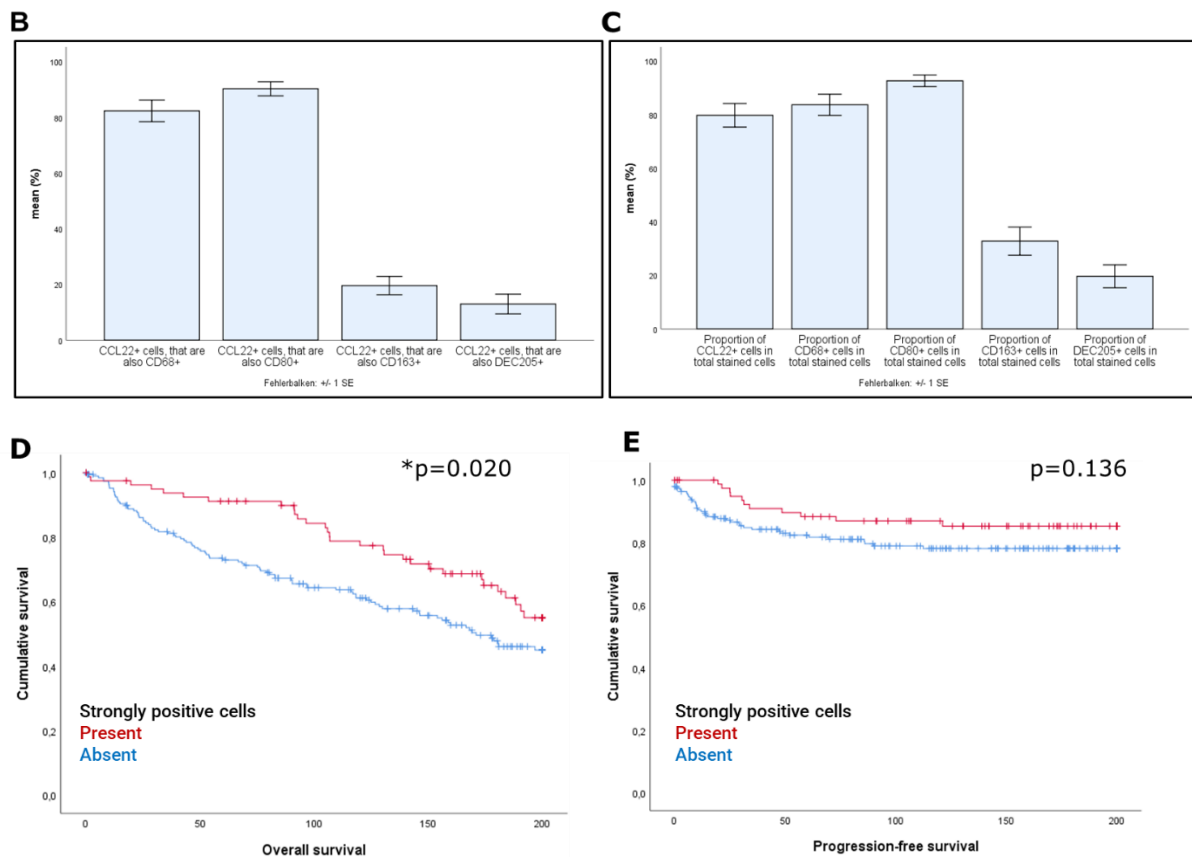 B
100
80
60
40
20
0
mean (%)
CCL22+ cells, that are
also CD68+
CCL22+ cells, that are
also CD80+
CCL22+ cells, that are
also CD163+
CCL22+ cells, that are
also DEC205+
Fehlerbalken: +/- 1 SE
C
100
80
60
40
20
0
mean (%)
Proportion of
CCL22+ cells in
total stained cells
Proportion of
CD68+ cells in
total stained cells
Proportion of
CD80+ cells in
total stained cells
Proportion of
CD163+ cells in
total stained cells
Proportion of
DEC205+ cells in
total stained cells
Fehlerbalken: +/- 1 SE
D
*p=0.020
1,0
0,8
0,6
0,4
0,2
0,0
Cumulative survival
Strongly positive cells
Present
Absent
0
50
100
150
200
Overall survival
E
p=0.136
1,0
0,8
0,6
0,4
0,2
0,0
Cumulative survival
Strongly positive cells
Present
Absent
0
50
100
150
200
Progression-free survival